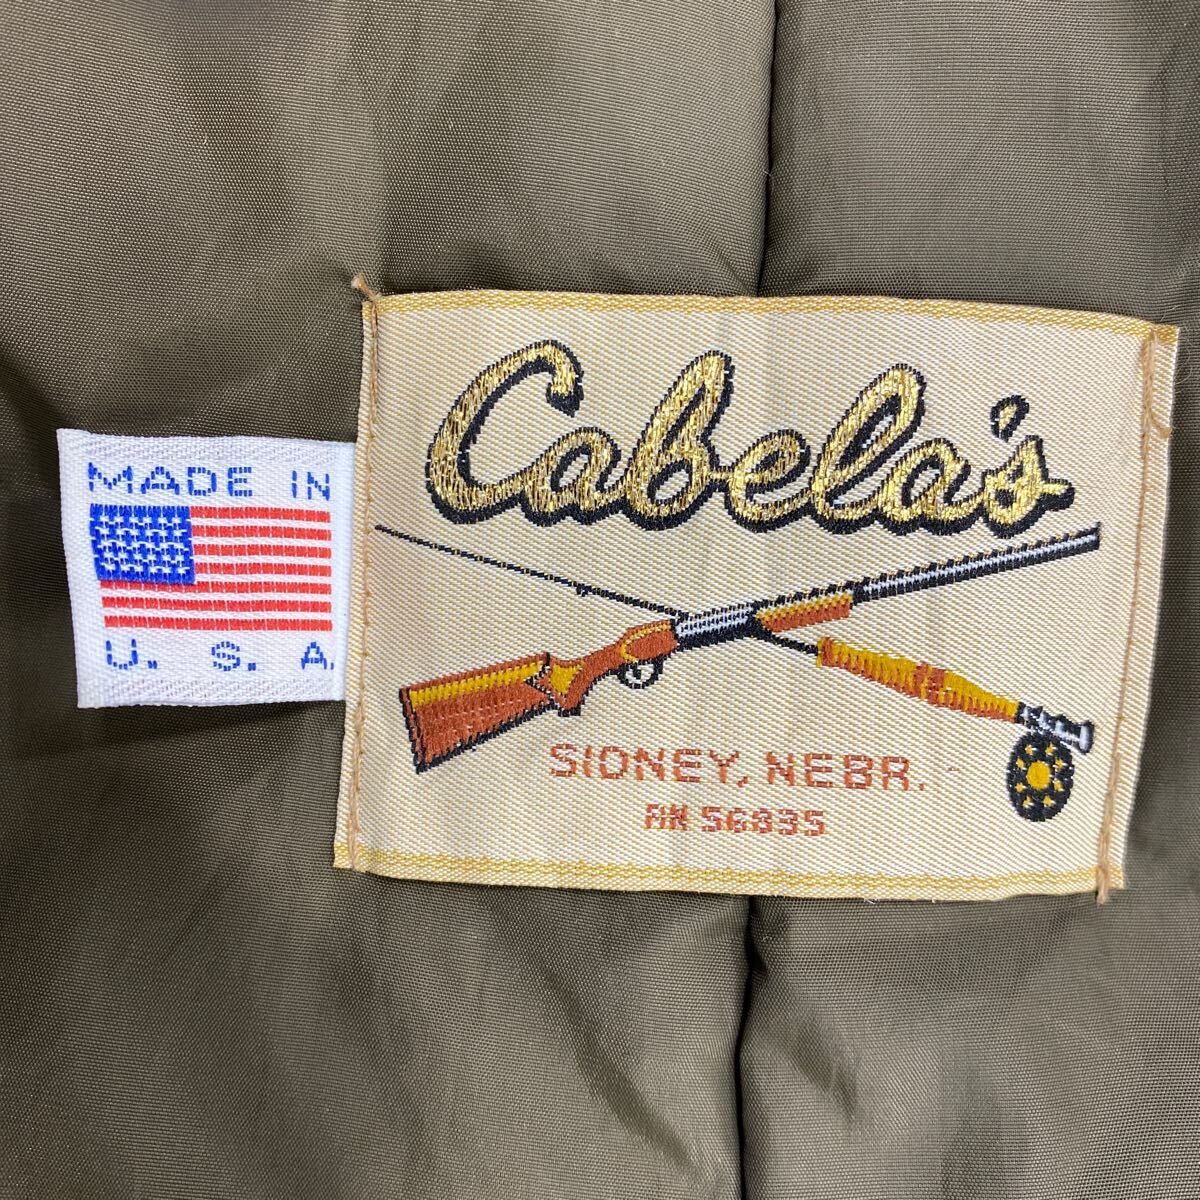 MADE IN
U. S. A.
Cabela's
SIDNEY, NEBR.
RN 56835